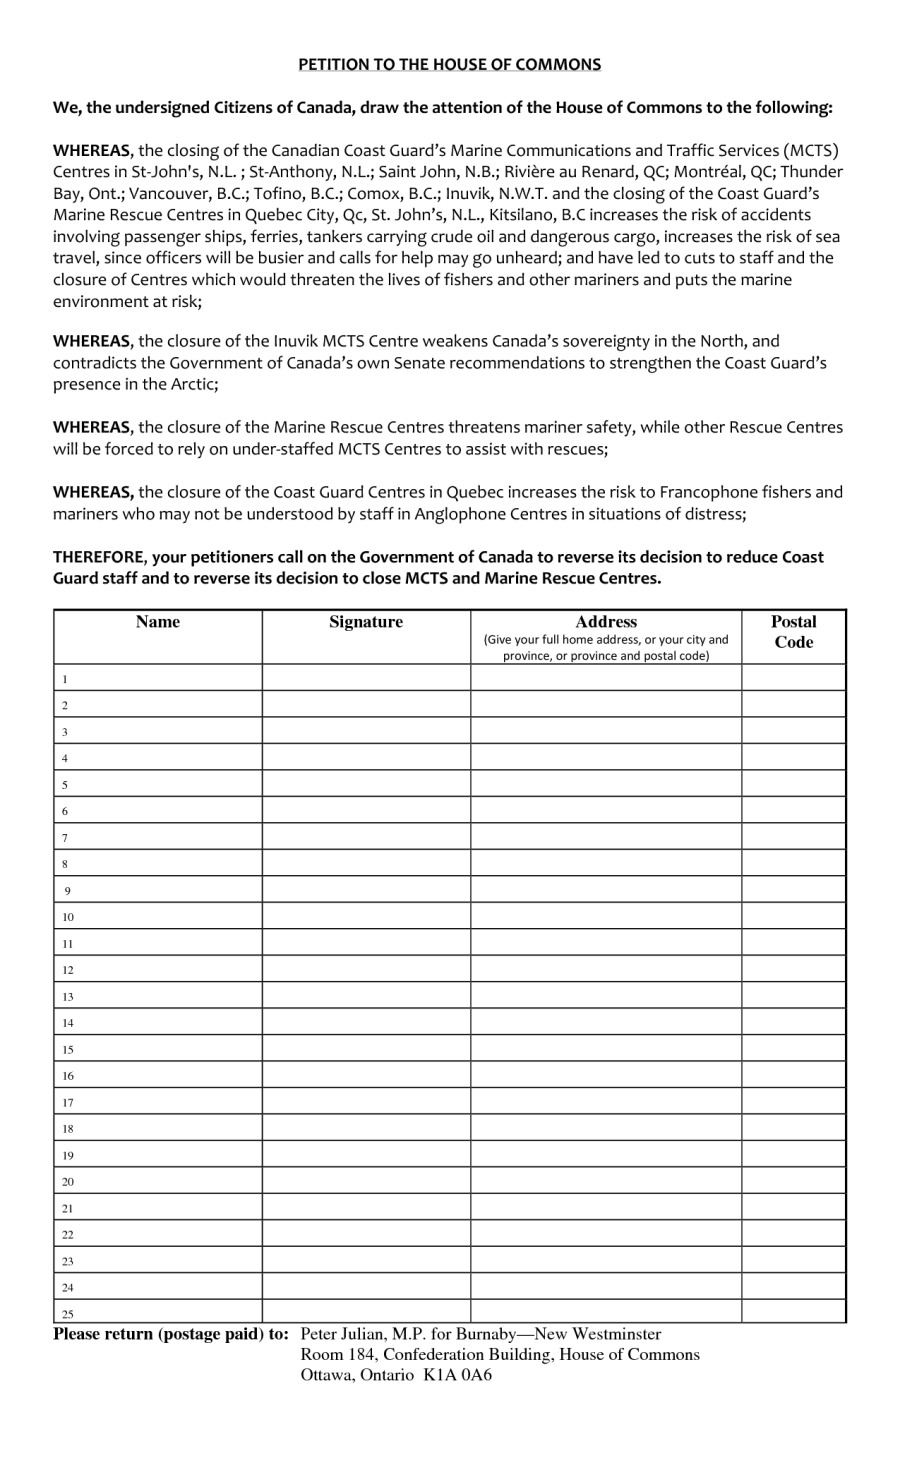 PETITION TO THE HOUSE OF COMMONS
We, the undersigned Citizens of Canada, draw the attention of the House of Commons to the following:
WHEREAS, the closing of the Canadian Coast Guard’s Marine Communications and Traffic Services (MCTS)
Centres in St-John's, N.L. ; St-Anthony, N.L.; Saint John, N.B.; Rivière au Renard, QC; Montréal, QC; Thunder
Bay, Ont.; Vancouver, B.C.; Tofino, B.C.; Comox, B.C.; Inuvik, N.W.T. and the closing of the Coast Guard’s
Marine Rescue Centres in Quebec City, Qc, St. John’s, N.L., Kitsilano, B.C increases the risk of accidents
involving passenger ships, ferries, tankers carrying crude oil and dangerous cargo, increases the risk of sea
travel, since officers will be busier and calls for help may go unheard; and have led to cuts to staff and the
closure of Centres which would threaten the lives of fishers and other mariners and puts the marine
environment at risk;
WHEREAS, the closure of the Inuvik MCTS Centre weakens Canada’s sovereignty in the North, and
contradicts the Government of Canada’s own Senate recommendations to strengthen the Coast Guard’s
presence in the Arctic;
WHEREAS, the closure of the Marine Rescue Centres threatens mariner safety, while other Rescue Centres
will be forced to rely on under-staffed MCTS Centres to assist with rescues;
WHEREAS, the closure of the Coast Guard Centres in Quebec increases the risk to Francophone fishers and
mariners who may not be understood by staff in Anglophone Centres in situations of distress;
THEREFORE, your petitioners call on the Government of Canada to reverse its decision to reduce Coast
Guard staff and to reverse its decision to close MCTS and Marine Rescue Centres.
Name Signature Address Postal
Code
(Give your full home address, or your city and
province, or province and postal code)
1
2
3
4
5
6
7
8
9
10
11
12
13
14
15
16
17
18
19
20
21
22
23
24
25
Please return (postage paid) to: Peter Julian, M.P. for Burnaby—New Westminster
Room 184, Confederation Building, House of Commons
Ottawa, Ontario K1A 0A6